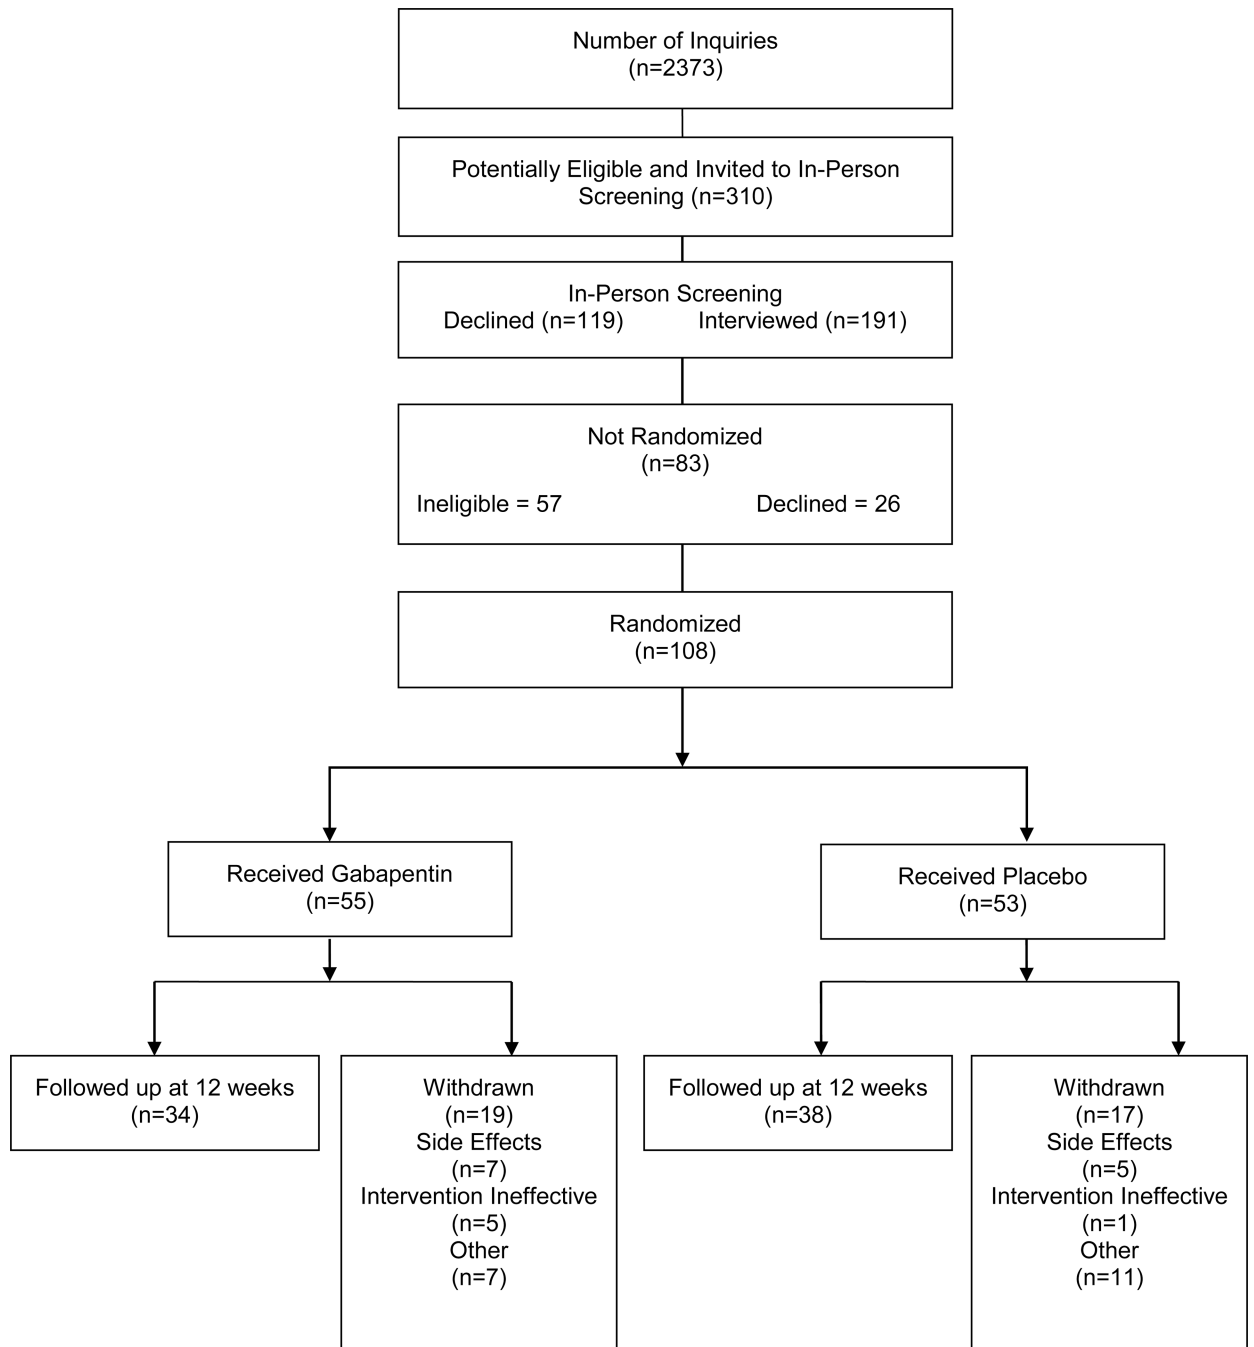 Number of Inquiries
(n=2373)
Potentially Eligible and Invited to In-Person
Screening (n=310)
In-Person Screening
Declined (n=119) Interviewed (n=191)
Not Randomized
(n=83)
Ineligible = 57 Declined = 26
Randomized
(n=108)
Received Gabapentin
(n=55)
Received Placebo
(n=53)
Followed up at 12 weeks
(n=34)
Withdrawn
(n=19)
Side Effects
(n=7)
Intervention Ineffective
(n=5)
Other
(n=7)
Followed up at 12 weeks
(n=38)
Withdrawn
(n=17)
Side Effects
(n=5)
Intervention Ineffective
(n=1)
Other
(n=11)